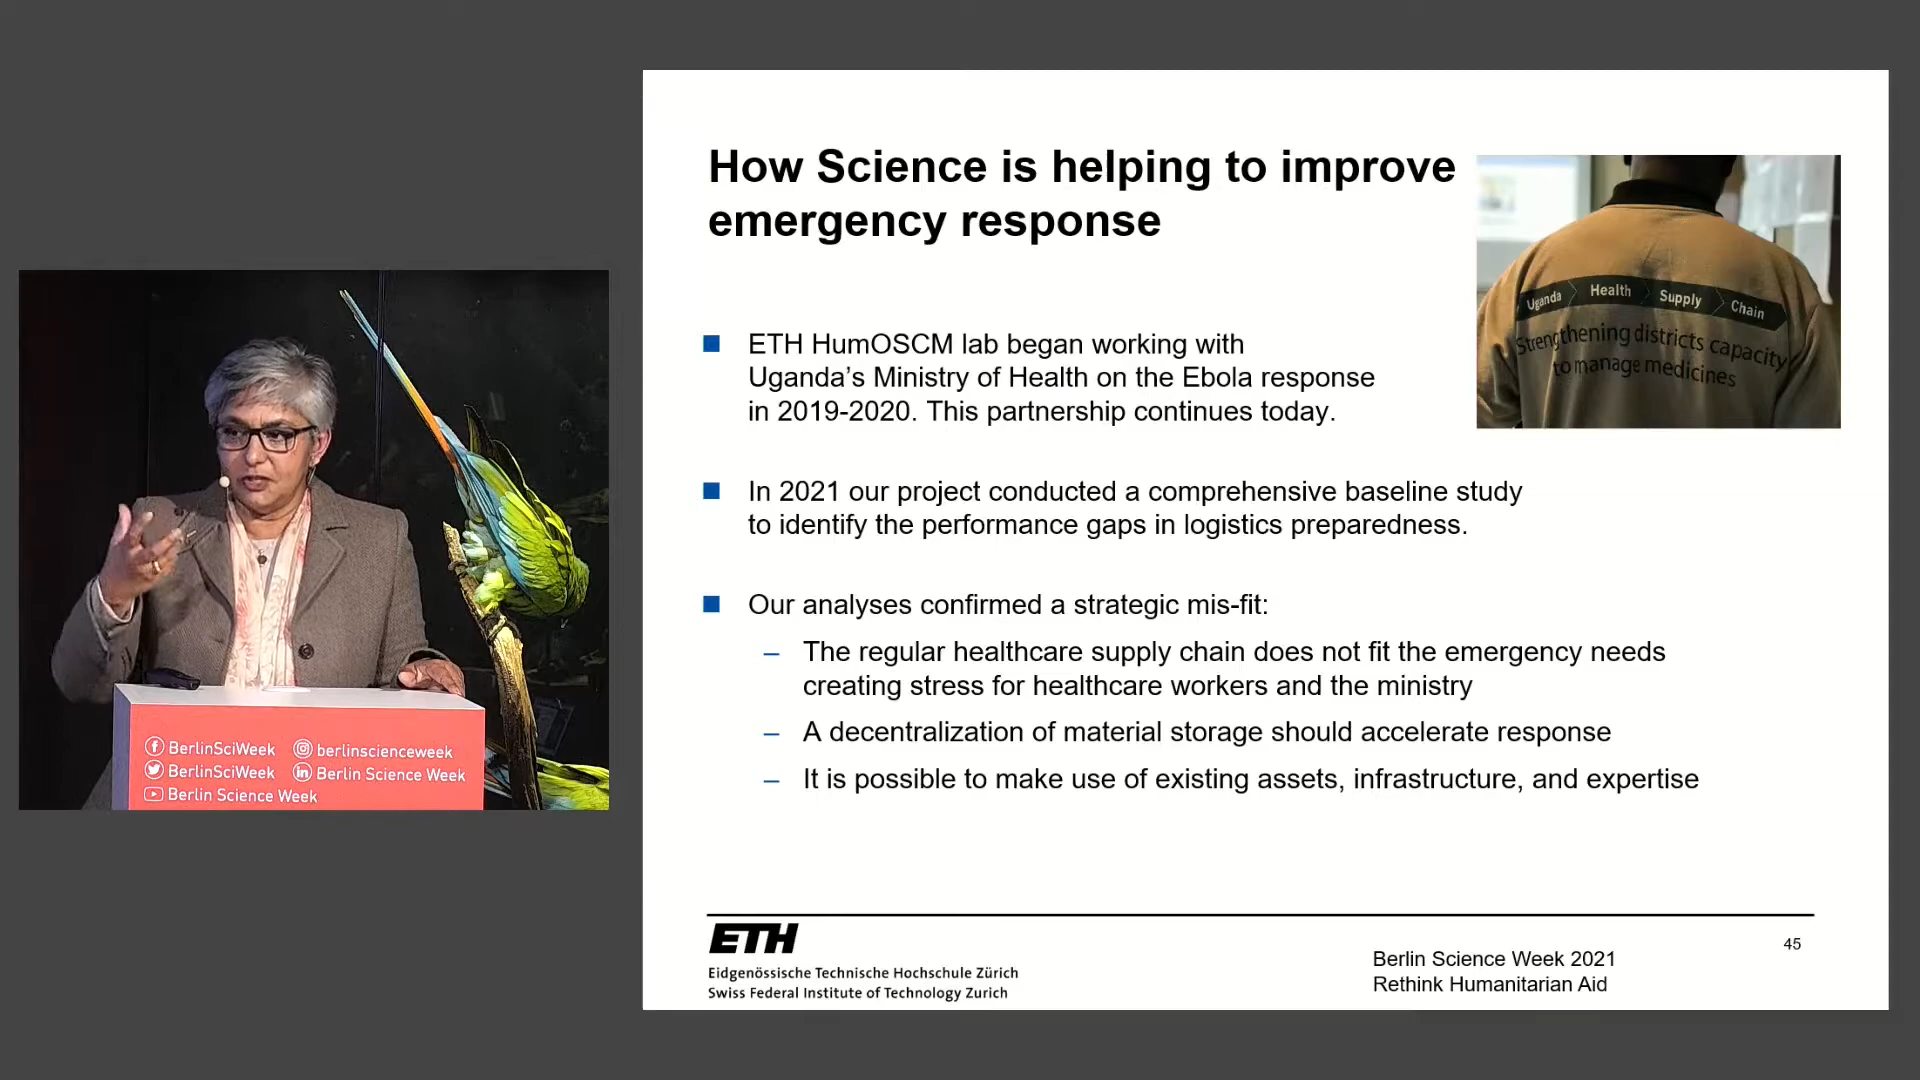 How Science is helping to improve
emergency response
Uganda Health Supply Chain
Strengthening districts capacity
to manage medicines
ETH HumOSCM lab began working with
Uganda’s Ministry of Health on the Ebola response
in 2019-2020. This partnership continues today.
In 2021 our project conducted a comprehensive baseline study
to identify the performance gaps in logistics preparedness.
Our analyses confirmed a strategic mis-fit:
– The regular healthcare supply chain does not fit the emergency needs
creating stress for healthcare workers and the ministry
– A decentralization of material storage should accelerate response
– It is possible to make use of existing assets, infrastructure, and expertise
BerlinSciWeek berlinscienceweek
BerlinSciWeek Berlin Science Week
Berlin Science Week
ETH
Eidgenössische Technische Hochschule Zürich
Swiss Federal Institute of Technology Zurich
Berlin Science Week 2021
Rethink Humanitarian Aid
45